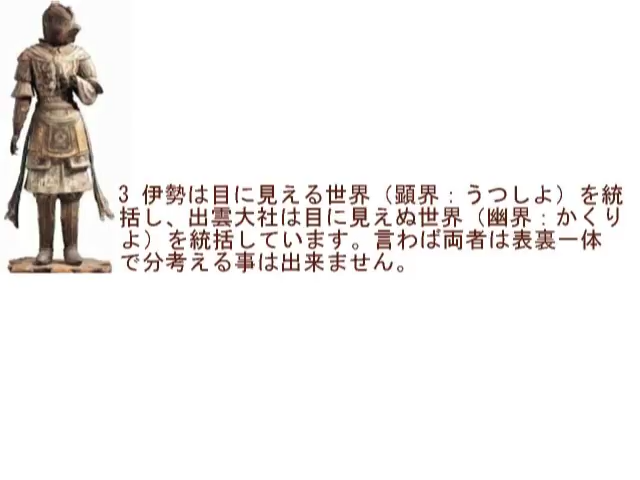 3 伊勢は目に見える世界（顕界：うつしよ）を統
括し、出雲大社は目に見えぬ世界（幽界：かくり
よ）を統括しています。言わば両者は表裏一体
で分考える事は出来ません。